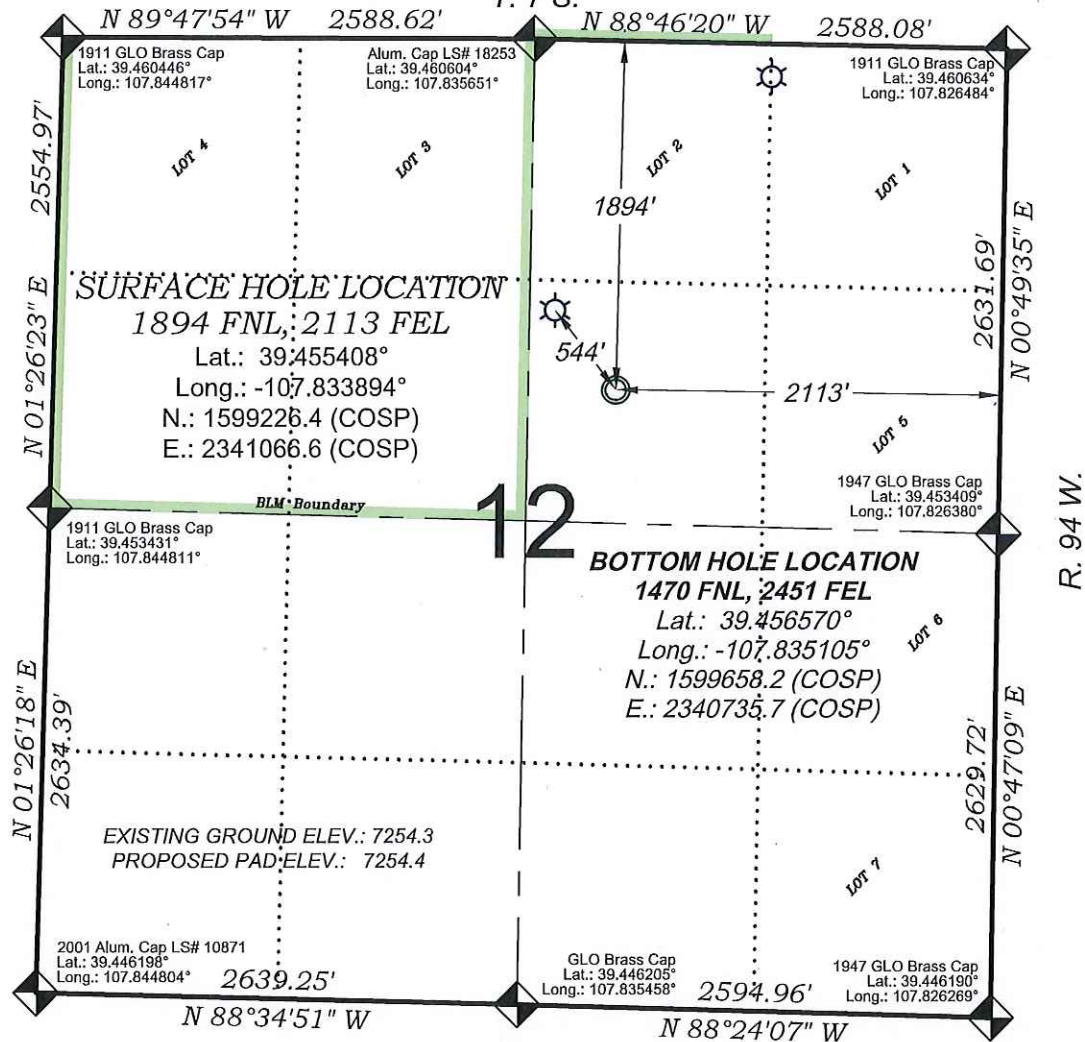 N 89°47'54" W 2588.62' N 88°46'20" W 2588.08'
1911 GLO Brass Cap
Lat.: 39.460446°
Long.: 107.844817°
Alum. Cap LS# 18253
Lat.: 39.460604°
Long.: 107.835651°
1911 GLO Brass Cap
Lat.: 39.460634°
Long.: 107.826484°
2554.97'
LOT 4
LOT 3
LOT 2
LOT 1
1894'
N 01°26'23" E
2631.69'
N 00°49'35" E
SURFACE HOLE LOCATION
1894 FNL, 2113 FEL
Lat.: 39.455408°
Long.: -107.833894°
N.: 1599226.4 (COSP)
E.: 2341066.6 (COSP)
544'
2113'
LOT 5
BLM Boundary
12
1911 GLO Brass Cap
Lat.: 39.453431°
Long.: 107.844811°
1947 GLO Brass Cap
Lat.: 39.453409°
Long.: 107.826380°
R. 94 W.
BOTTOM HOLE LOCATION
1470 FNL, 2451 FEL
Lat.: 39.456570°
Long.: -107.835105°
N.: 1599658.2 (COSP)
E.: 2340735.7 (COSP)
LOT 6
N 01°26'18" E
2634.39'
2629.72'
N 00°47'09" E
EXISTING GROUND ELEV.: 7254.3
PROPOSED PAD ELEV.: 7254.4
LOT 7
2001 Alum. Cap LS# 10871
Lat.: 39.446198°
Long.: 107.844804°
2639.25'
GLO Brass Cap
Lat.: 39.446205°
Long.: 107.835458°
2594.96'
1947 GLO Brass Cap
Lat.: 39.446190°
Long.: 107.826269°
N 88°34'51" W
N 88°24'07" W